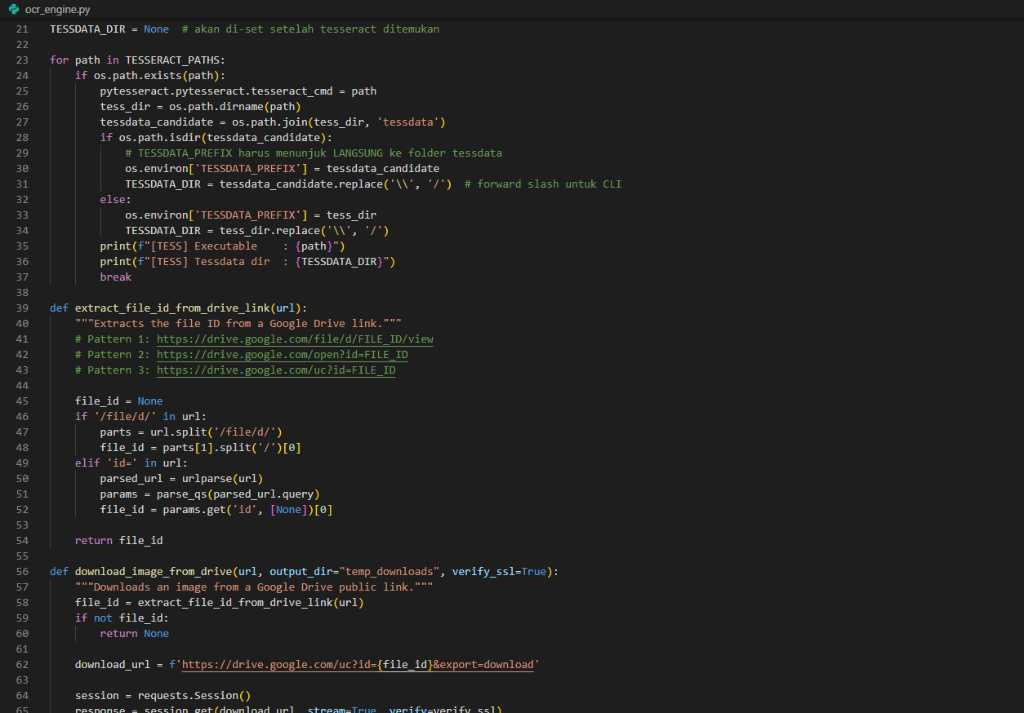 ocr_engine.py
21 TESSDATA_DIR = None  # akan di-set setelah tesseract ditemukan
22
23 for path in TESSERACT_PATHS:
24     if os.path.exists(path):
25         pytesseract.pytesseract.tesseract_cmd = path
26         tess_dir = os.path.dirname(path)
27         tessdata_candidate = os.path.join(tess_dir, 'tessdata')
28         if os.path.isdir(tessdata_candidate):
29             # TESSDATA_PREFIX harus menunjuk LANGSUNG ke folder tessdata
30             os.environ['TESSDATA_PREFIX'] = tessdata_candidate
31             TESSDATA_DIR = tessdata_candidate.replace('\\', '/')  # forward slash untuk CLI
32         else:
33             os.environ['TESSDATA_PREFIX'] = tess_dir
34             TESSDATA_DIR = tess_dir.replace('\\', '/')
35         print(f"[TESS] Executable    : {path}")
36         print(f"[TESS] Tessdata dir  : {TESSDATA_DIR}")
37         break
38
39 def extract_file_id_from_drive_link(url):
40     """Extracts the file ID from a Google Drive link."""
41     # Pattern 1: https://drive.google.com/file/d/FILE_ID/view
42     # Pattern 2: https://drive.google.com/open?id=FILE_ID
43     # Pattern 3: https://drive.google.com/uc?id=FILE_ID
44
45     file_id = None
46     if '/file/d/' in url:
47         parts = url.split('/file/d/')
48         file_id = parts[1].split('/')[0]
49     elif 'id=' in url:
50         parsed_url = urlparse(url)
51         params = parse_qs(parsed_url.query)
52         file_id = params.get('id', [None])[0]
53
54     return file_id
55
56 def download_image_from_drive(url, output_dir="temp_downloads", verify_ssl=True):
57     """Downloads an image from a Google Drive public link."""
58     file_id = extract_file_id_from_drive_link(url)
59     if not file_id:
60         return None
61
62     download_url = f'https://drive.google.com/uc?id={file_id}&export=download'
63
64     session = requests.Session()
65     response = session.get(download_url, stream=True, verify=verify_ssl)